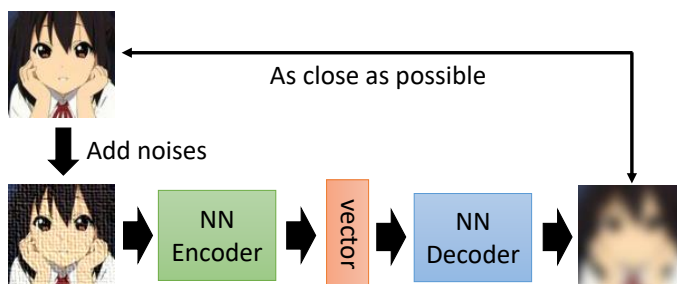 As close as possible
Add noises
NN
Encoder
vector
NN
Decoder